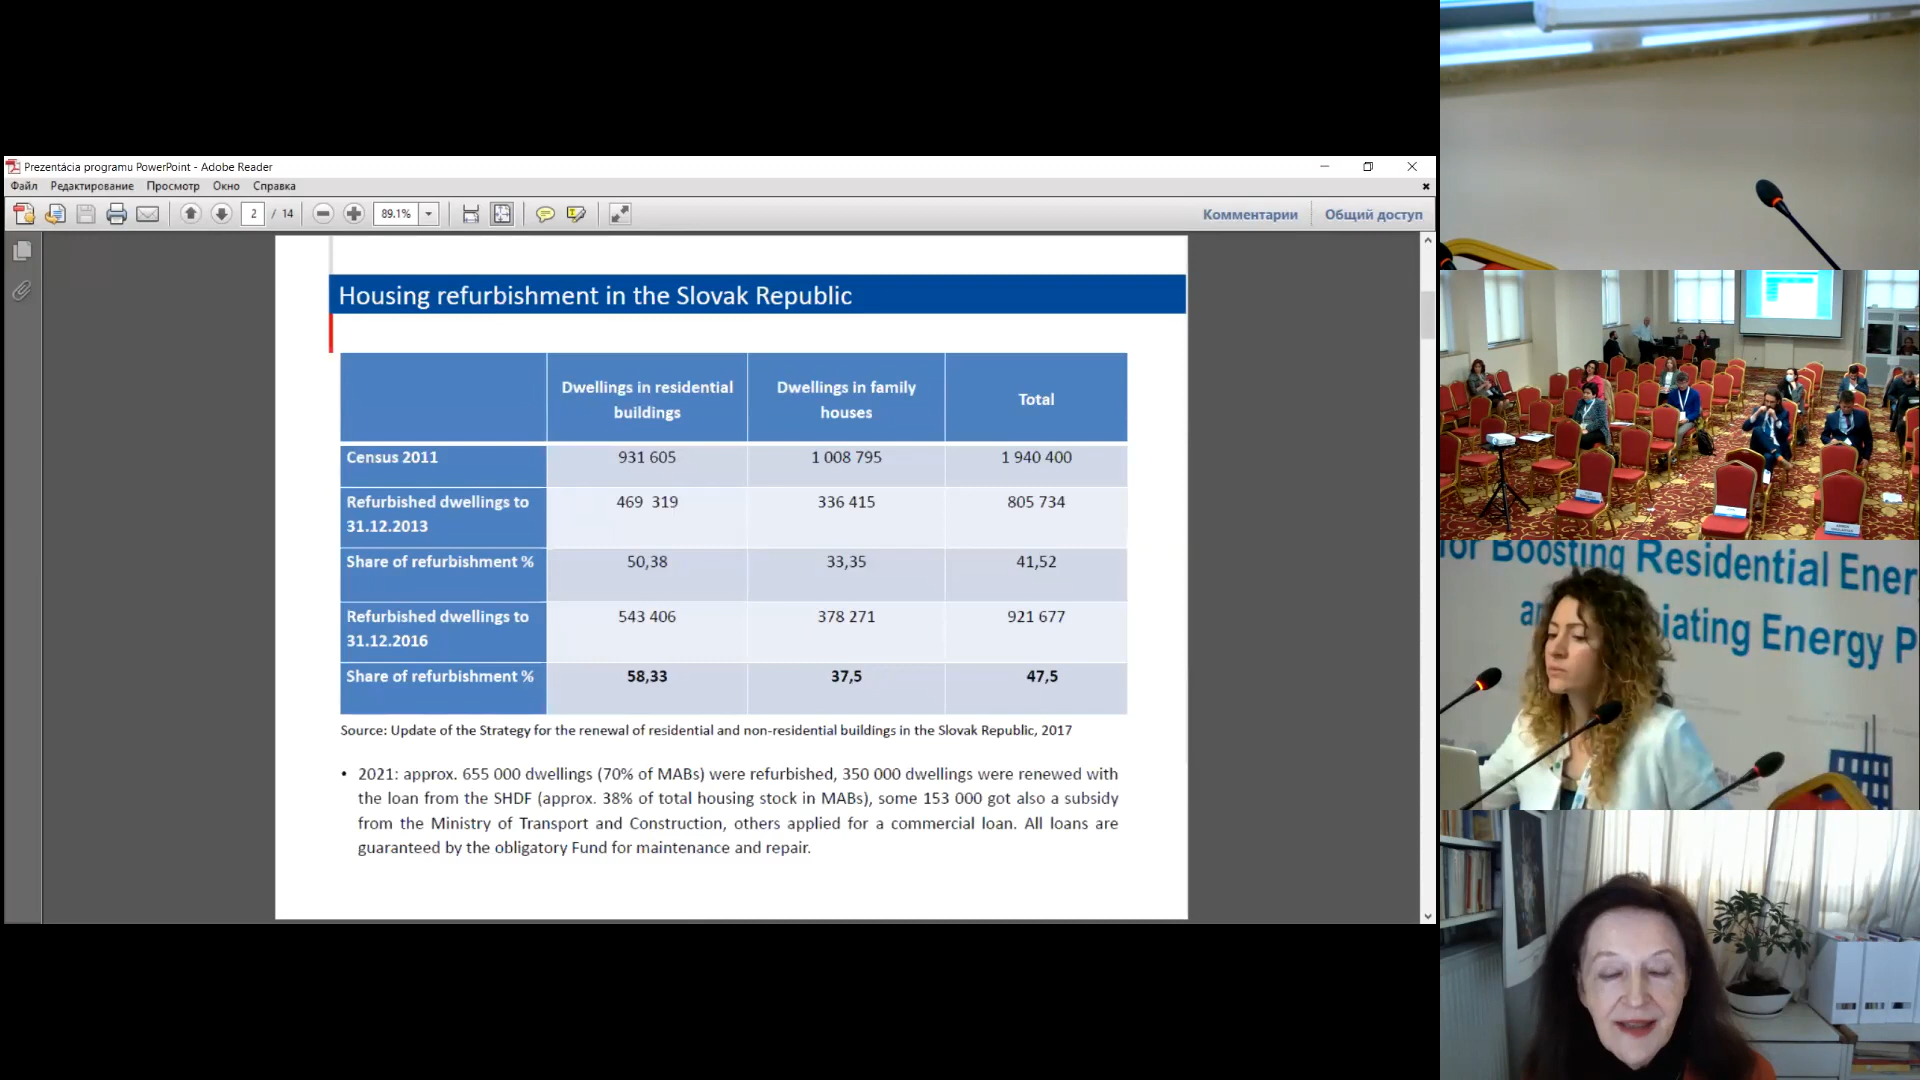 Prezentácia programu PowerPoint - Adobe Reader
Файл Редактирование Просмотр Окно Справка
2 / 14 89.1% Комментарии Общий доступ
Housing refurbishment in the Slovak Republic
Dwellings in residential buildings Dwellings in family houses Total
Census 2011 931 605 1 008 795 1 940 400
Refurbished dwellings to 31.12.2013 469 319 336 415 805 734
Share of refurbishment % 50,38 33,35 41,52
Refurbished dwellings to 31.12.2016 543 406 378 271 921 677
Share of refurbishment % 58,33 37,5 47,5
Source: Update of the Strategy for the renewal of residential and non-residential buildings in the Slovak Republic, 2017
• 2021: approx. 655 000 dwellings (70% of MABs) were refurbished, 350 000 dwellings were renewed with
the loan from the SHDF (approx. 38% of total housing stock in MABs), some 153 000 got also a subsidy
from the Ministry of Transport and Construction, others applied for a commercial loan. All loans are
guaranteed by the obligatory Fund for maintenance and repair.
for Boosting Residential Ener
iating Energy P